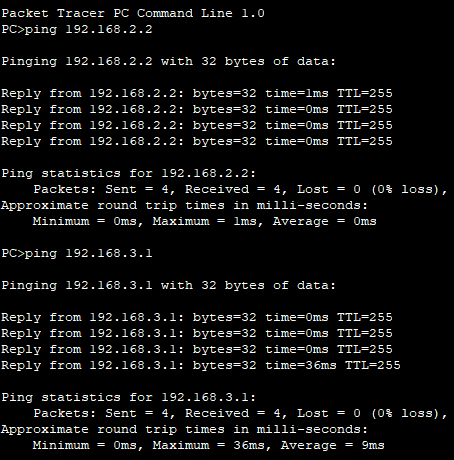 Packet Tracer PC Command Line 1.0
PC>ping 192.168.2.2
Pinging 192.168.2.2 with 32 bytes of data:
Reply from 192.168.2.2: bytes=32 time=1ms TTL=255
Reply from 192.168.2.2: bytes=32 time=0ms TTL=255
Reply from 192.168.2.2: bytes=32 time=0ms TTL=255
Reply from 192.168.2.2: bytes=32 time=0ms TTL=255
Ping statistics for 192.168.2.2:
    Packets: Sent = 4, Received = 4, Lost = 0 (0% loss),
Approximate round trip times in milli-seconds:
    Minimum = 0ms, Maximum = 1ms, Average = 0ms
PC>ping 192.168.3.1
Pinging 192.168.3.1 with 32 bytes of data:
Reply from 192.168.3.1: bytes=32 time=0ms TTL=255
Reply from 192.168.3.1: bytes=32 time=0ms TTL=255
Reply from 192.168.3.1: bytes=32 time=0ms TTL=255
Reply from 192.168.3.1: bytes=32 time=36ms TTL=255
Ping statistics for 192.168.3.1:
    Packets: Sent = 4, Received = 4, Lost = 0 (0% loss),
Approximate round trip times in milli-seconds:
    Minimum = 0ms, Maximum = 36ms, Average = 9ms